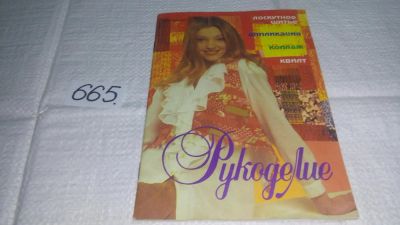 665.
ЛОСКУТНОЕ
ШИТЬЕ
АППЛИКАЦИЯ
КОЛЛАЖ
КВИЛТ
Рукоделие